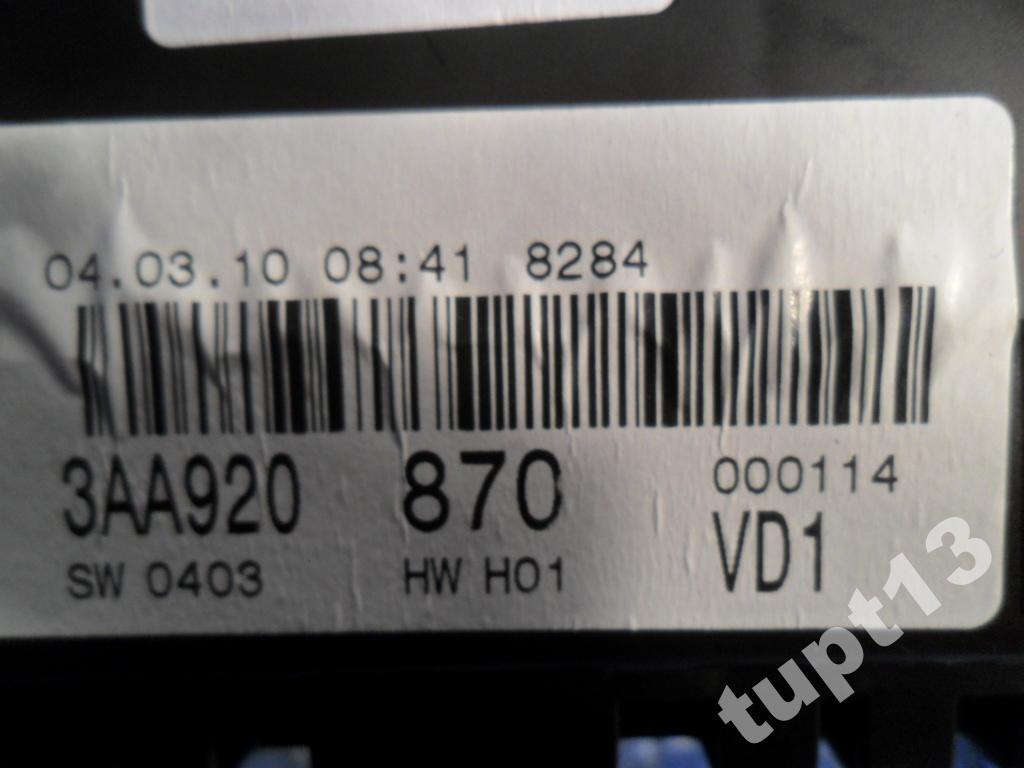 04.03.10 08:41 8284
3AA920 870 000114
SW 0403 HW H01 VD1
tupt13